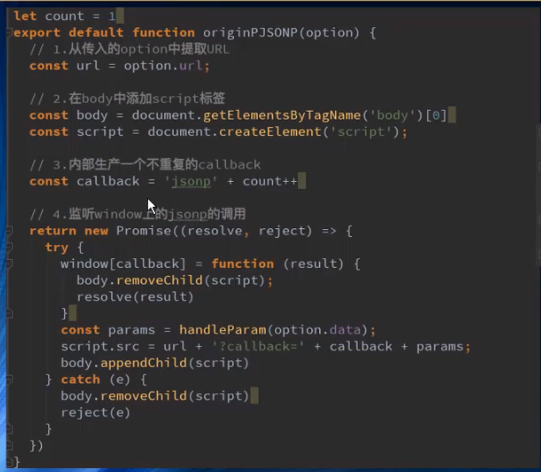 let count = 1
export default function originPJSONP(option) {
  // 1.从传入的option中提取URL
  const url = option.url;

  // 2.在body中添加script标签
  const body = document.getElementsByTagName('body')[0]
  const script = document.createElement('script');

  // 3.内部生产一个不重复的callback
  const callback = 'jsonp' + count++

  // 4.监听window上的jsonp的调用
  return new Promise((resolve, reject) => {
    try {
      window[callback] = function (result) {
        body.removeChild(script);
        resolve(result)
      }
      const params = handleParam(option.data);
      script.src = url + '?callback=' + callback + params;
      body.appendChild(script)
    } catch (e) {
      body.removeChild(script)
      reject(e)
    }
  })
}